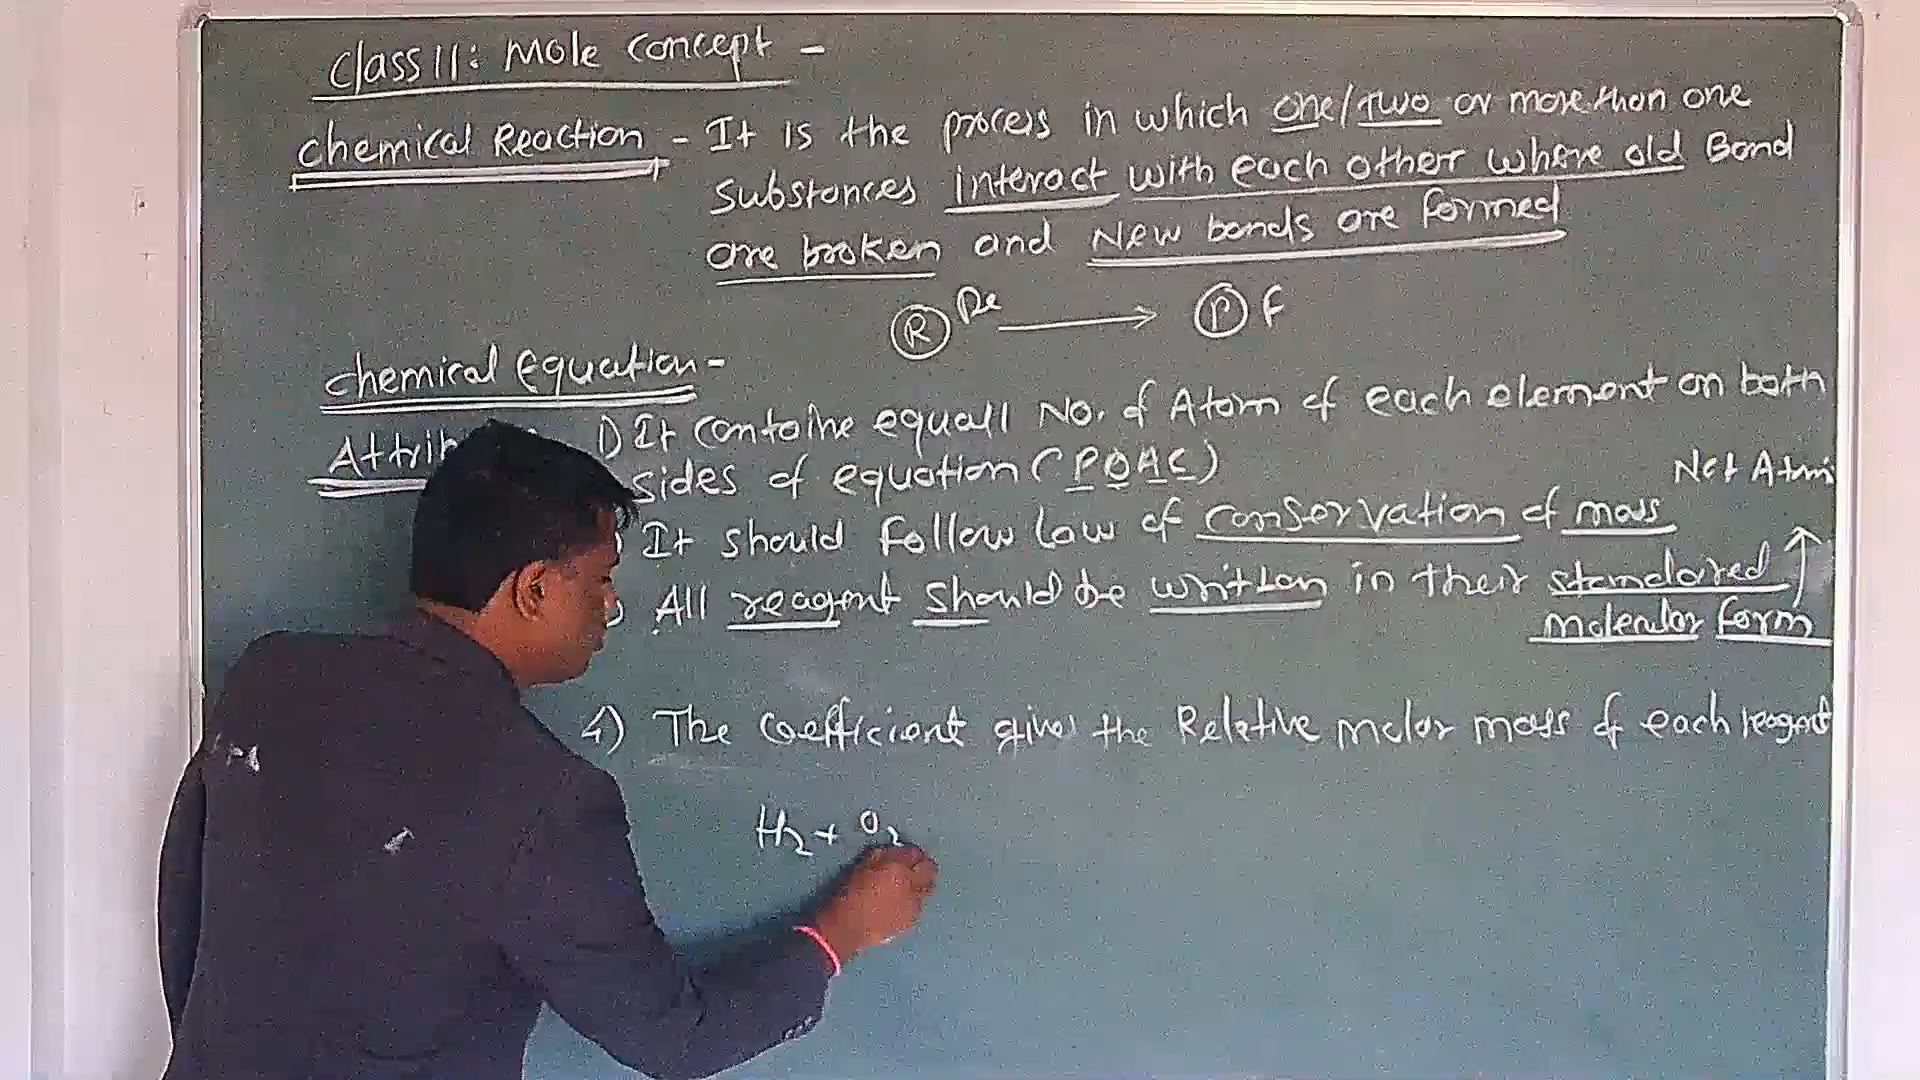 Class 11: Mole Concept -
Chemical Reaction - It is the process in which one/Two or more than one
Substances interact with each otherr where old Bond
are broken and New bonds are formed
R Re → P F
Chemical Equation -
Attrib 1) It containe equall No. of Atom of each element on both
sides of equation (POAC)
Not Atom
) It should follow law of conservation of mass
) All reagent should be written in their standared
molecular form
4) The coefficient gives the Relative molar mass of each reagent
H2 + O2